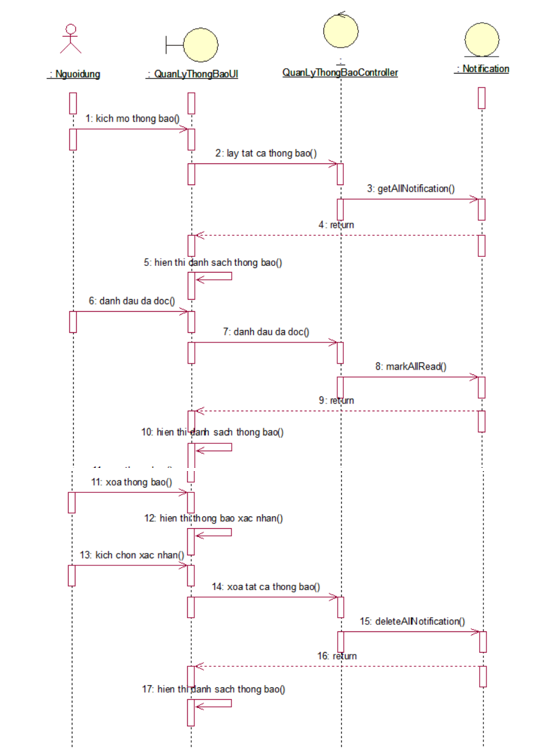 : Nguoidung
: QuanLyThongBaoUI
QuanLyThongBaoController
: Notification
1: kich mo thong bao()
2: lay tat ca thong bao()
3: getAllNotification()
4: return
5: hien thi danh sach thong bao()
6: danh dau da doc()
7: danh dau da doc()
8: markAllRead()
9: return
10: hien thi danh sach thong bao()
11: xoa thong bao()
12: hien thi thong bao xac nhan()
13: kich chon xac nhan()
14: xoa tat ca thong bao()
15: deleteAllNotification()
16: return
17: hien thi danh sach thong bao()